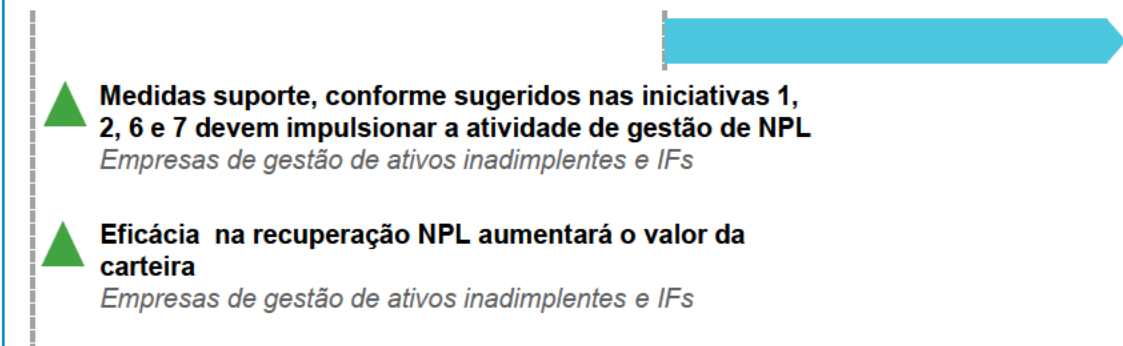 Medidas suporte, conforme sugeridos nas iniciativas 1,
2, 6 e 7 devem impulsionar a atividade de gestão de NPL
Empresas de gestão de ativos inadimplentes e IFs
Eficácia  na recuperação NPL aumentará o valor da
carteira
Empresas de gestão de ativos inadimplentes e IFs